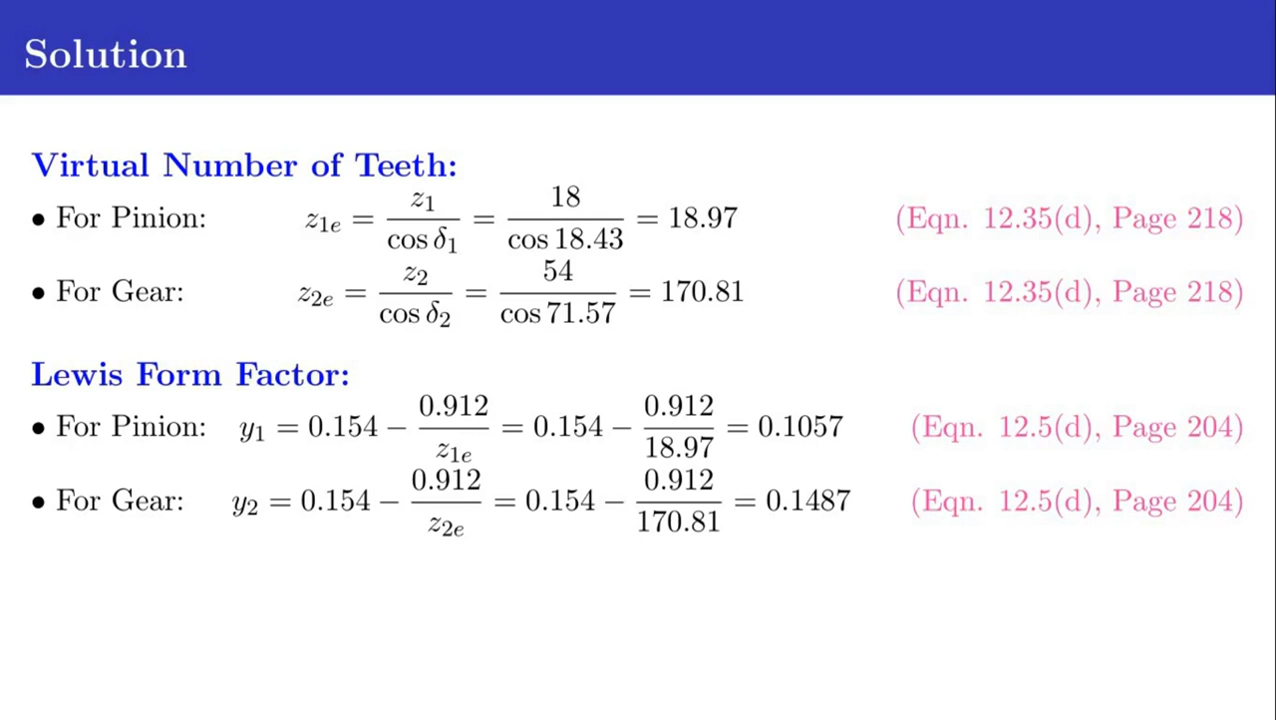 Solution
Virtual Number of Teeth:
• For Pinion: z₁ₑ = z₁ / cos δ₁ = 18 / cos 18.43 = 18.97 (Eqn. 12.35(d), Page 218)
• For Gear: z₂ₑ = z₂ / cos δ₂ = 54 / cos 71.57 = 170.81 (Eqn. 12.35(d), Page 218)
Lewis Form Factor:
• For Pinion: y₁ = 0.154 − 0.912 / z₁ₑ = 0.154 − 0.912 / 18.97 = 0.1057 (Eqn. 12.5(d), Page 204)
• For Gear: y₂ = 0.154 − 0.912 / z₂ₑ = 0.154 − 0.912 / 170.81 = 0.1487 (Eqn. 12.5(d), Page 204)